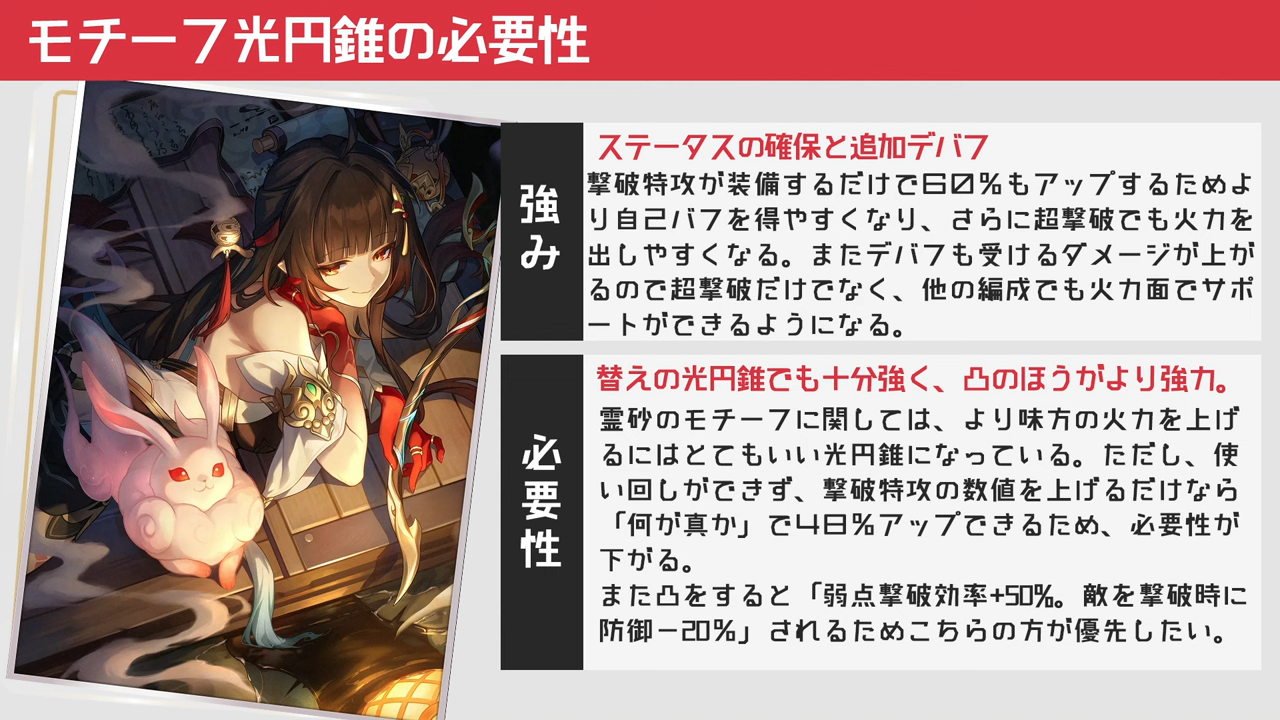 モチーフ光円錐の必要性
強み
ステータスの確保と追加デバフ
撃破特攻が装備するだけで60%もアップするためよ
り自己バフを得やすくなり、さらに超撃破でも火力を
出しやすくなる。またデバフも受けるダメージが上が
るので超撃破だけでなく、他の編成でも火力面でサポ
ートができるようになる。
必要性
替えの光円錐でも十分強く、凸のほうがより強力。
霊砂のモチーフに関しては、より味方の火力を上げ
るにはとてもいい光円錐になっている。ただし、使
い回しができず、撃破特攻の数値を上げるだけなら
「何が真か」で48%アップできるため、必要性が
下がる。
また凸をすると「弱点撃破効率+50%。敵を撃破時に
防御-20%」されるためこちらの方が優先したい。